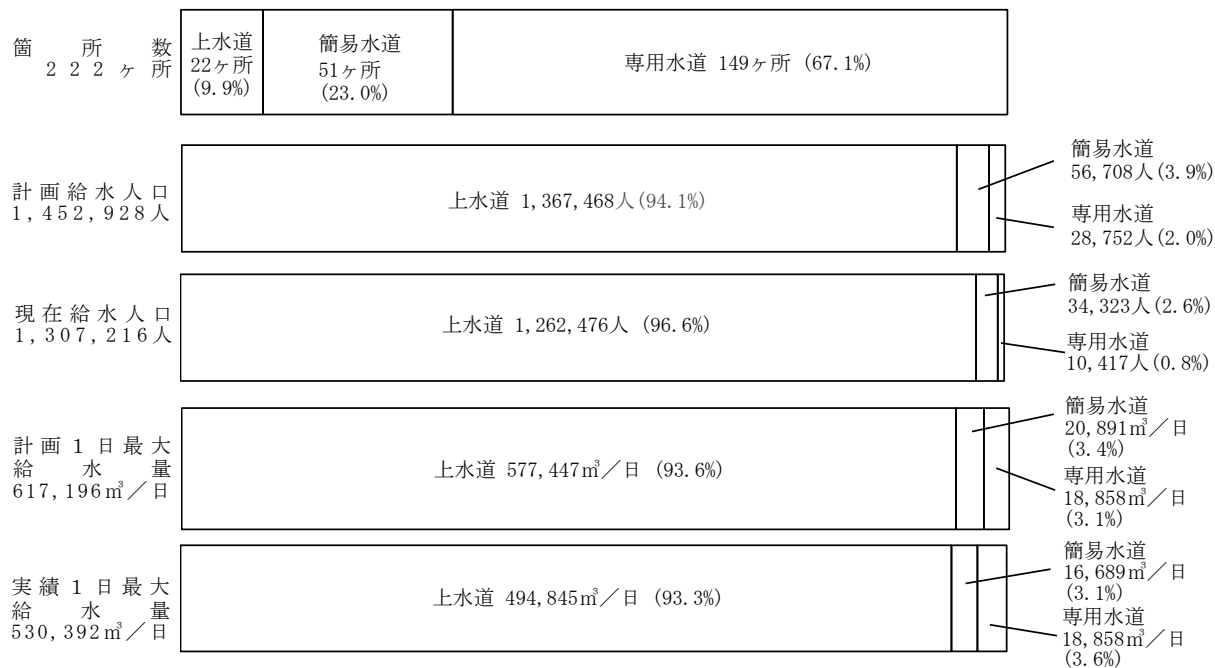 箇所数
222ヶ所
上水道
22ヶ所
(9.9%)
簡易水道
51ヶ所
(23.0%)
専用水道 149ヶ所 (67.1%)
計画給水人口
1,452,928人
上水道 1,367,468人(94.1%)
簡易水道
56,708人(3.9%)
専用水道
28,752人(2.0%)
現在給水人口
1,307,216人
上水道 1,262,476人 (96.6%)
簡易水道
34,323人(2.6%)
専用水道
10,417人(0.8%)
計画1日最大
給水量
617,196㎥/日
上水道 577,447㎥/日 (93.6%)
簡易水道
20,891㎥/日
(3.4%)
専用水道
18,858㎥/日
(3.1%)
実績1日最大
給水量
530,392㎥/日
上水道 494,845㎥/日 (93.3%)
簡易水道
16,689㎥/日
(3.1%)
専用水道
18,858㎥/日
(3.6%)